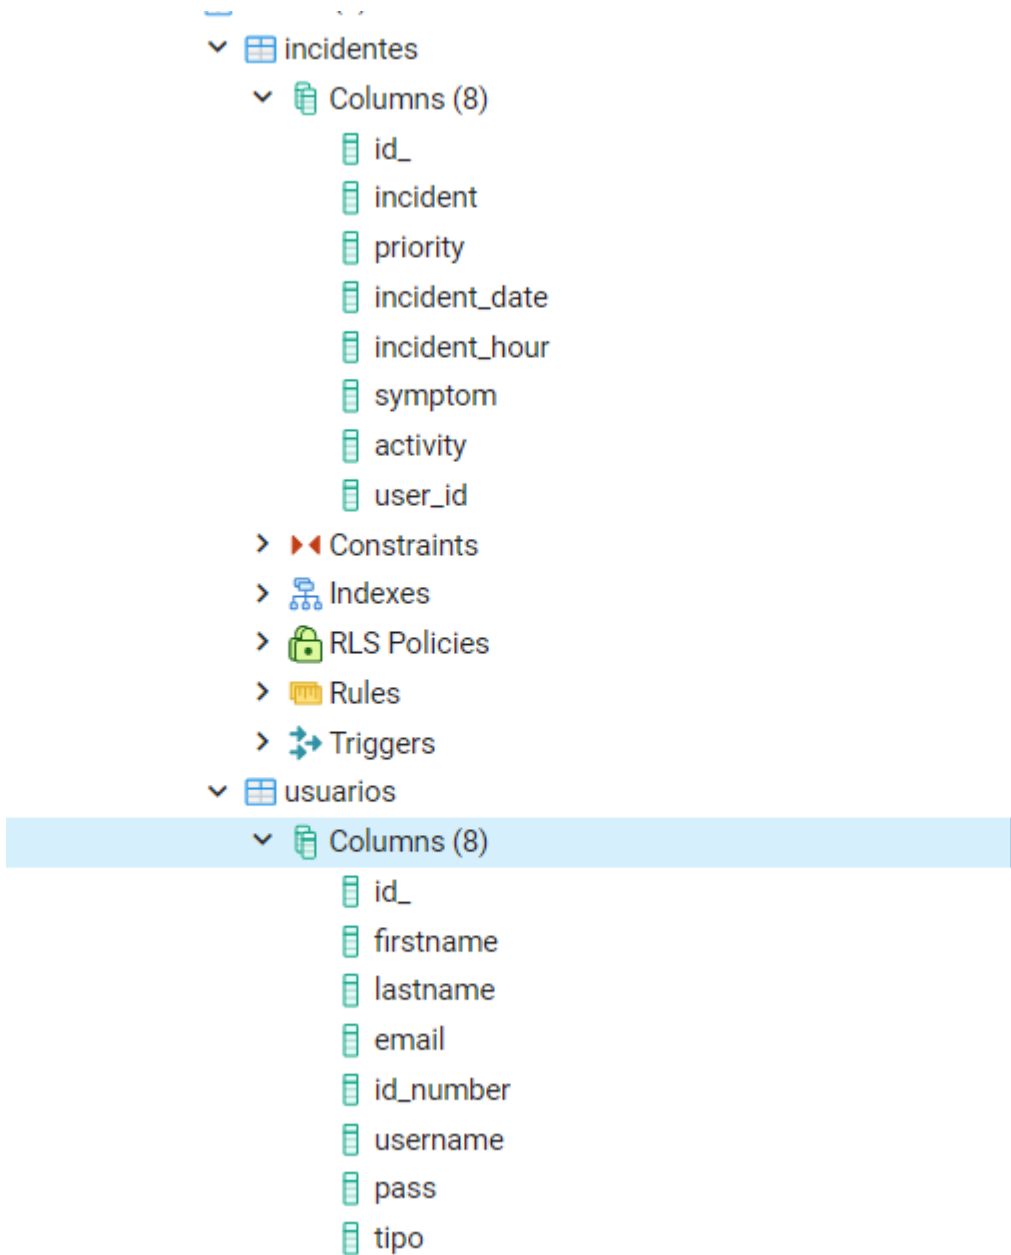 incidentes
Columns (8)
id_
incident
priority
incident_date
incident_hour
symptom
activity
user_id
Constraints
Indexes
RLS Policies
Rules
Triggers
usuarios
Columns (8)
id_
firstname
lastname
email
id_number
username
pass
tipo